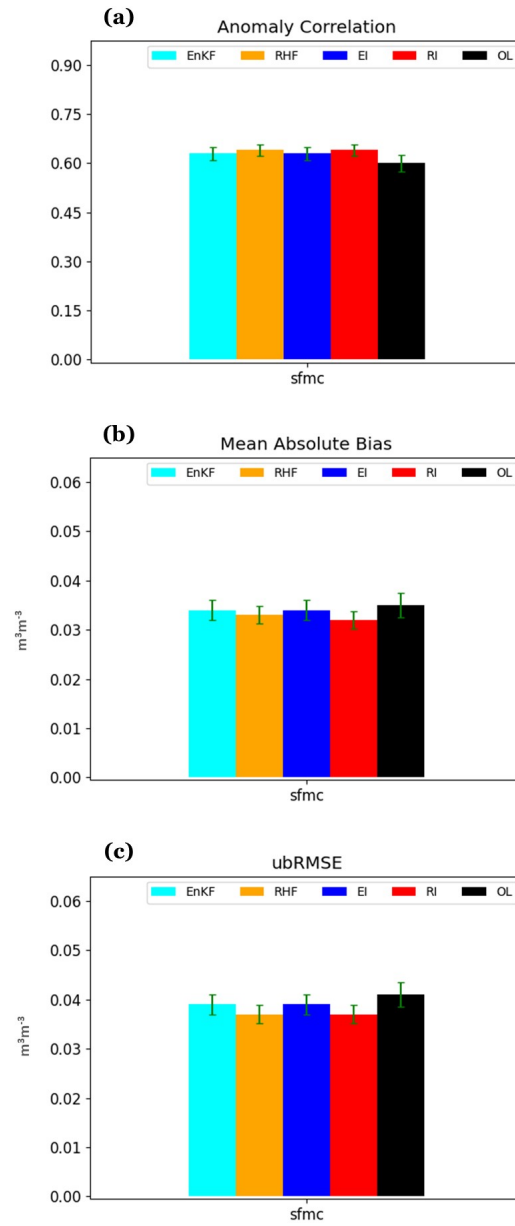 (a)
Anomaly Correlation
EnKF RHF EI RI OL
0.90
0.75
0.60
0.45
0.30
0.15
0.00
sfmc
(b)
Mean Absolute Bias
EnKF RHF EI RI OL
0.06
0.05
0.04
m³m⁻³
0.03
0.02
0.01
0.00
sfmc
(c)
ubRMSE
EnKF RHF EI RI OL
0.06
0.05
0.04
m³m⁻³
0.03
0.02
0.01
0.00
sfmc